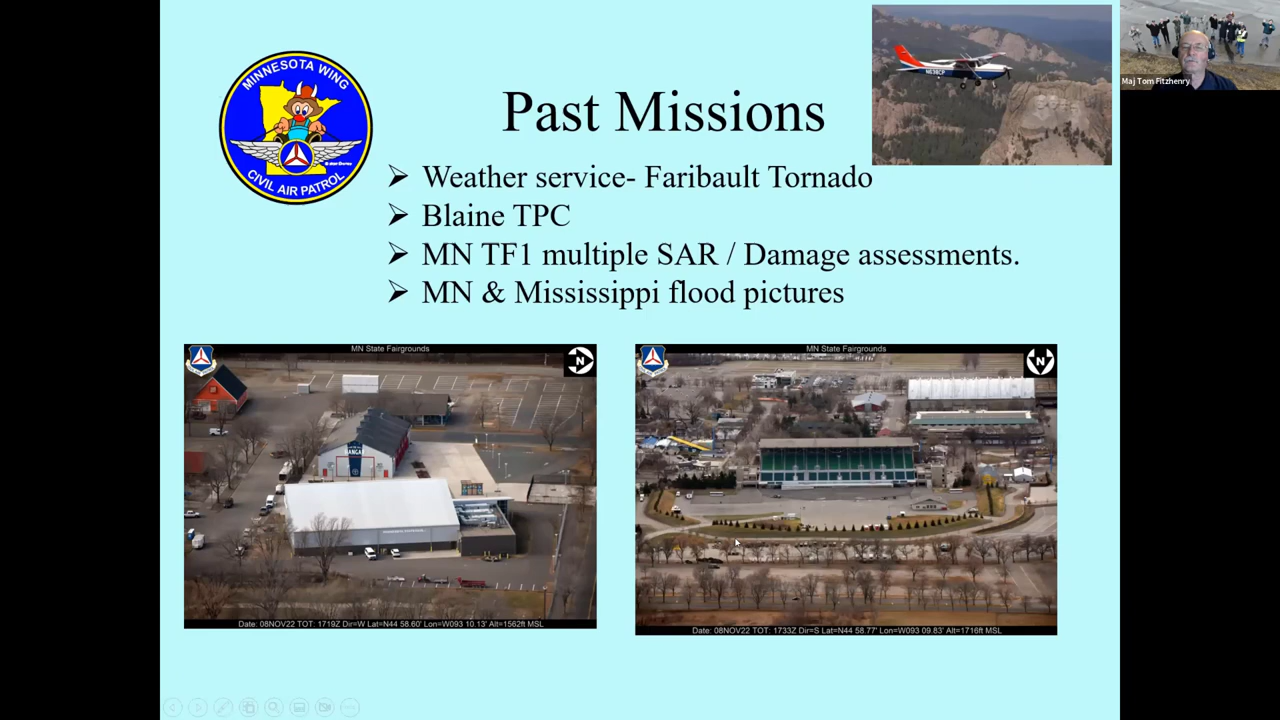 MINNESOTA WING
CIVIL AIR PATROL
Past Missions
N638CP
Maj Tom Fitzhenry
Weather service- Faribault Tornado
Blaine TPC
MN TF1 multiple SAR / Damage assessments.
MN & Mississippi flood pictures
MN State Fairgrounds
N
HANGAR
Date: 08NOV22 TOT: 1719Z Dir=W Lat=N44 58.60' Lon=W093 10.13' Alt=1562ft MSL
MN State Fairgrounds
N
Date: 08NOV22 TOT: 1733Z Dir=S Lat=N44 58.77' Lon=W093 09.83' Alt=1716ft MSL